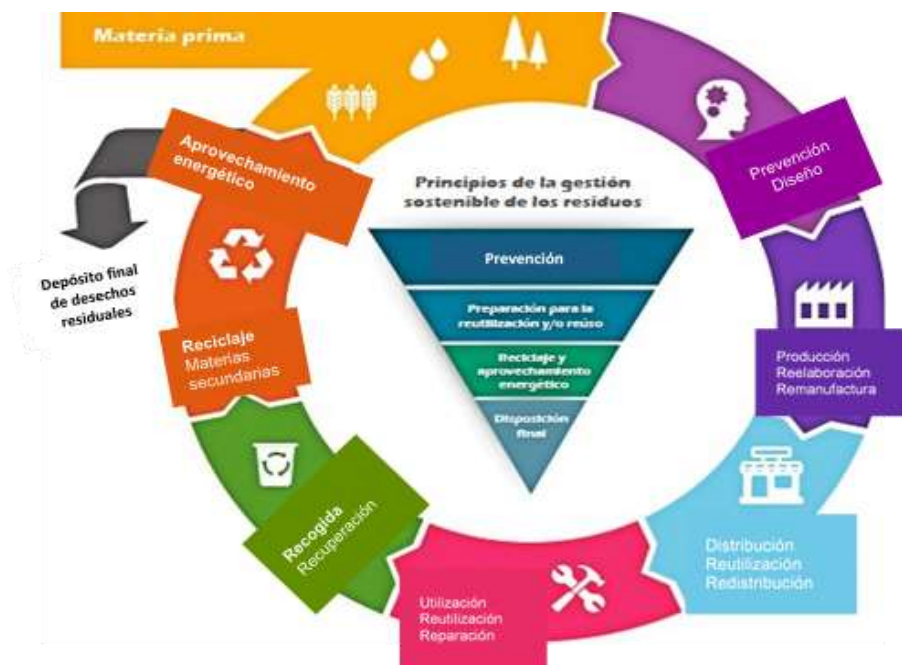 Materia prima
Prevención
Diseño
Producción
Reelaboración
Remanufactura
Distribución
Reutilización
Redistribución
Utilización
Reutilización
Reparación
Recogida
Recuperación
Reciclaje
Materias
secundarias
Aprovechamiento
energético
Depósito final
de desechos
residuales
Principios de la gestión
sostenible de los residuos
Prevención
Preparación para la
reutilización y/o reúso
Reciclaje y
aprovechamiento
energético
Disposición
final